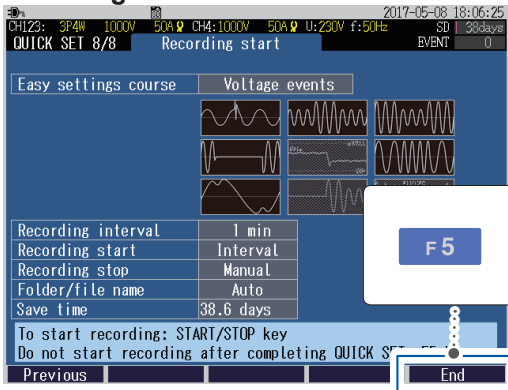 2017-05-08 18:06:25
CH123: 3P4W 1000V 50A CH4:1000V 50A U:230V f:50Hz SD 38days
QUICK SET 8/8 Recording start EVENT 0
Easy settings course Voltage events
Recording interval 1 min
Recording start Interval
Recording stop Manual
Folder/file name Auto
Save time 38.6 days
F5
To start recording: START/STOP key
Do not start recording after completing QUICK
Previous End